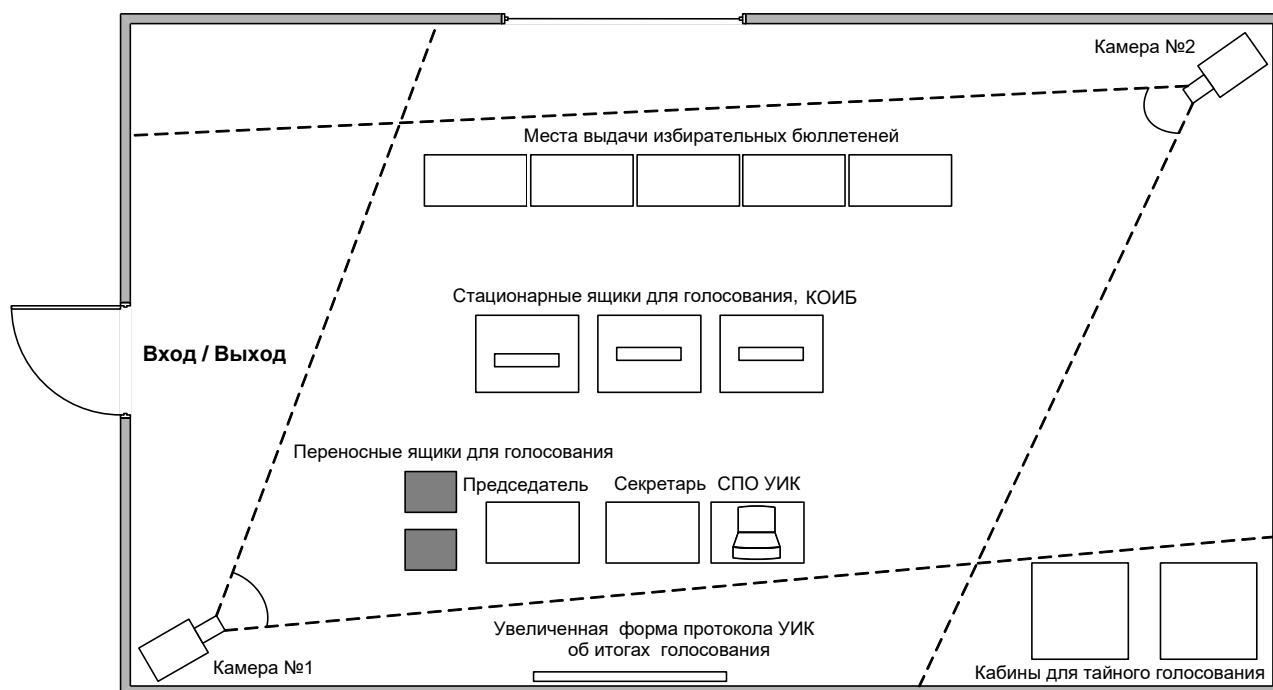 Камера №2
Места выдачи избирательных бюллетеней
Стационарные ящики для голосования, КОИБ
Вход / Выход
Переносные ящики для голосования
Председатель Секретарь СПО УИК
Увеличенная форма протокола УИК
об итогах голосования
Камера №1
Кабины для тайного голосования